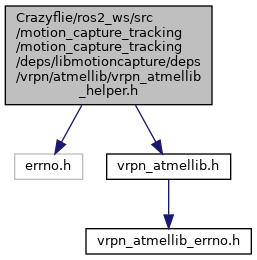 Crazyflie/ros2_ws/src
/motion_capture_tracking
/motion_capture_tracking
/deps/libmotioncapture/deps
/vrpn/atmellib/vrpn_atmellib
_helper.h
errno.h
vrpn_atmellib.h
vrpn_atmellib_errno.h